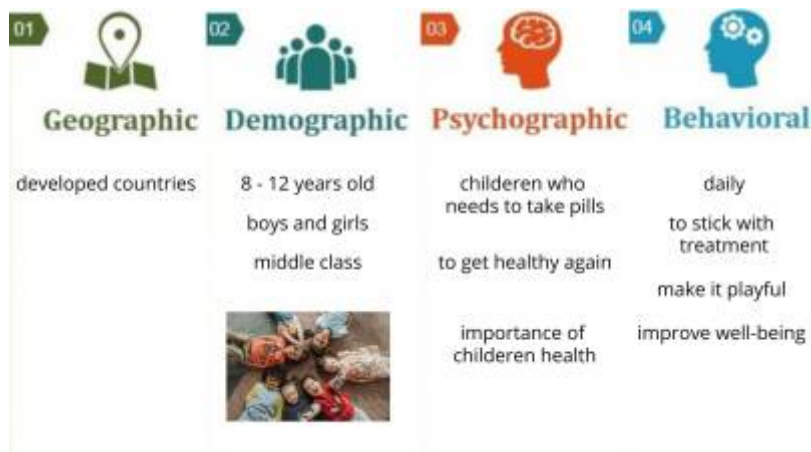 01
Geographic
developed countries
02
Demographic
8 - 12 years old
boys and girls
middle class
03
Psychographic
childeren who
needs to take pills
to get healthy again
importance of
childeren health
04
Behavioral
daily
to stick with
treatment
make it playful
improve well-being